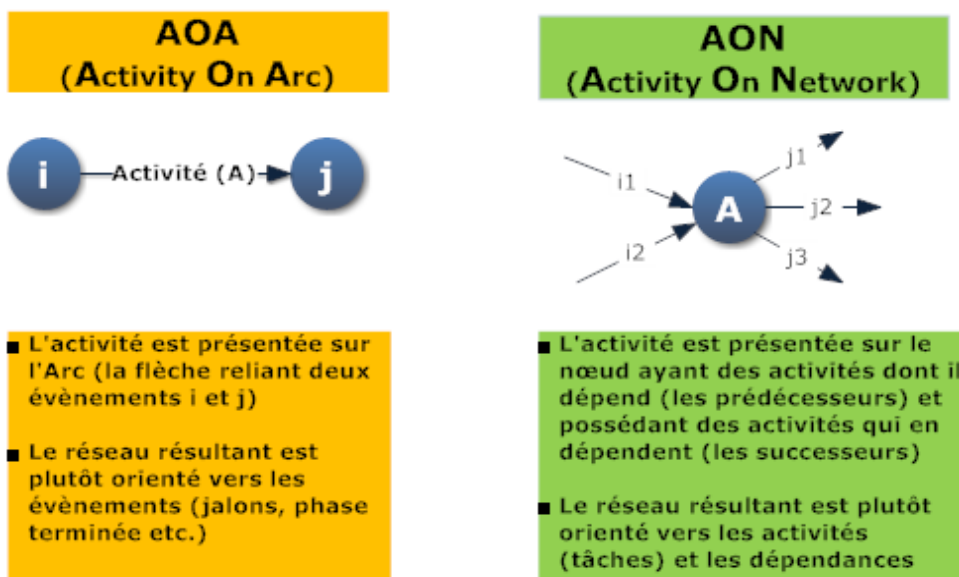 AOA
(Activity On Arc)
i
Activité (A)
j
L'activité est présentée sur
l'Arc (la flèche reliant deux
évènements i et j)
Le réseau résultant est
plutôt orienté vers les
évènements (jalons, phase
terminée etc.)
AON
(Activity On Network)
i1
i2
A
j1
j2
j3
L'activité est présentée sur le
nœud ayant des activités dont il
dépend (les prédécesseurs) et
possédant des activités qui en
dépendent (les successeurs)
Le réseau résultant est plutôt
orienté vers les activités
(tâches) et les dépendances